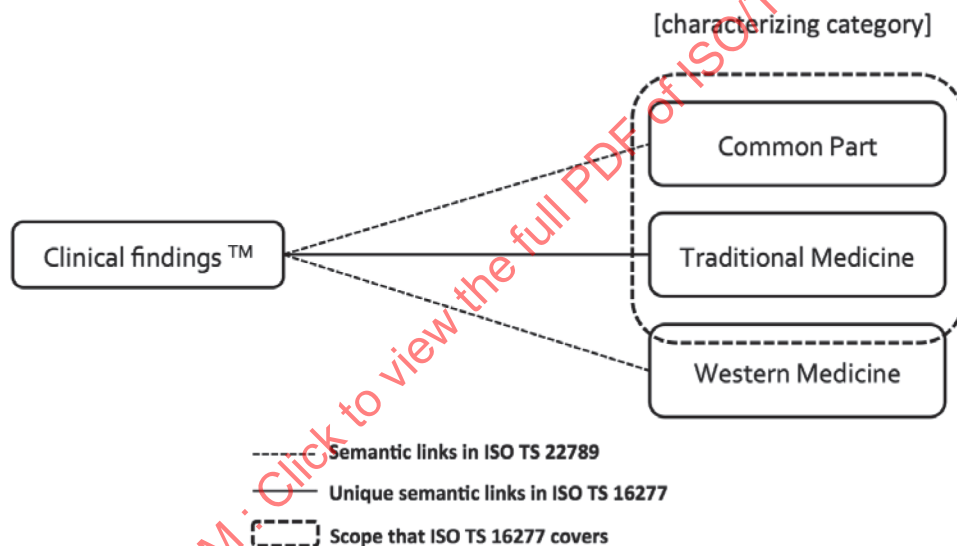 [characterizing category]
Common Part
Clinical findings ™
Traditional Medicine
Western Medicine
Semantic links in ISO TS 22789
Unique semantic links in ISO TS 16277
Scope that ISO TS 16277 covers
M : Click to view the full PDF of ISO/